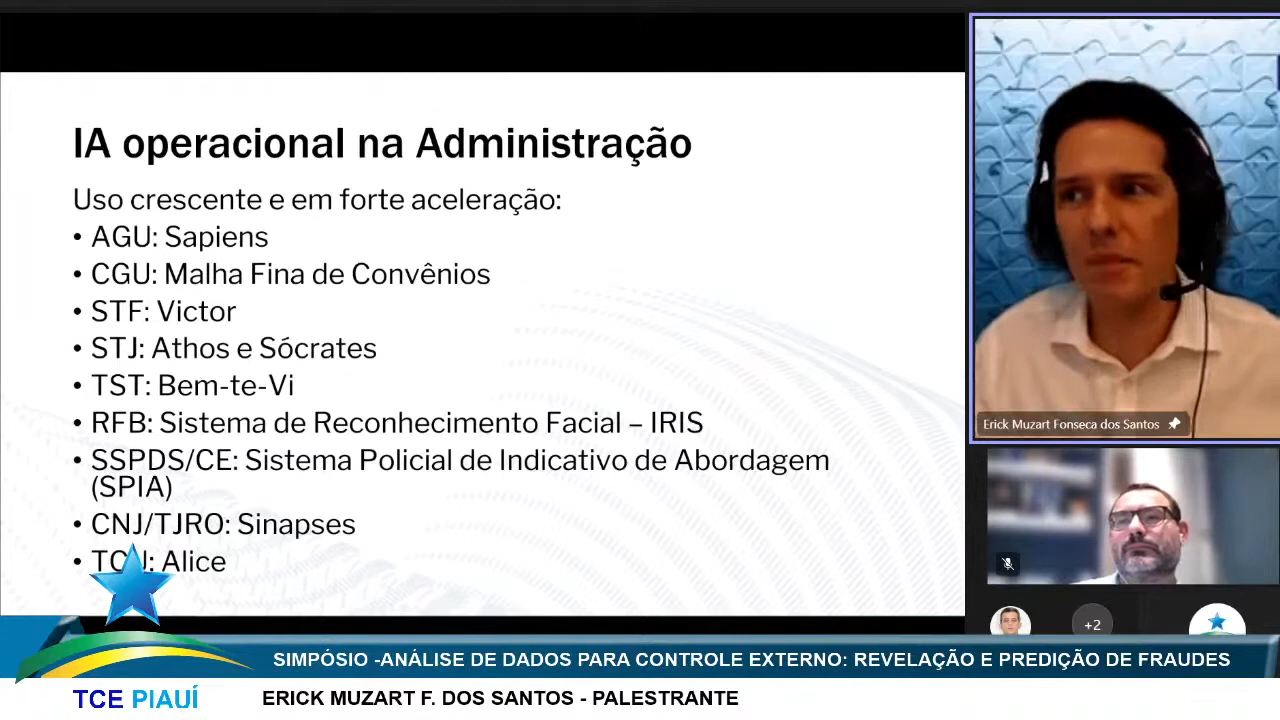 IA operacional na Administração
Uso crescente e em forte aceleração:
• AGU: Sapiens
• CGU: Malha Fina de Convênios
• STF: Victor
• STJ: Athos e Sócrates
• TST: Bem-te-Vi
• RFB: Sistema de Reconhecimento Facial – IRIS
• SSPDS/CE: Sistema Policial de Indicativo de Abordagem
(SPIA)
• CNJ/TJRO: Sinapses
• TCU: Alice
Erick Muzart Fonseca dos Santos
+2
SIMPÓSIO -ANÁLISE DE DADOS PARA CONTROLE EXTERNO: REVELAÇÃO E PREDIÇÃO DE FRAUDES
TCE PIAUÍ
ERICK MUZART F. DOS SANTOS - PALESTRANTE